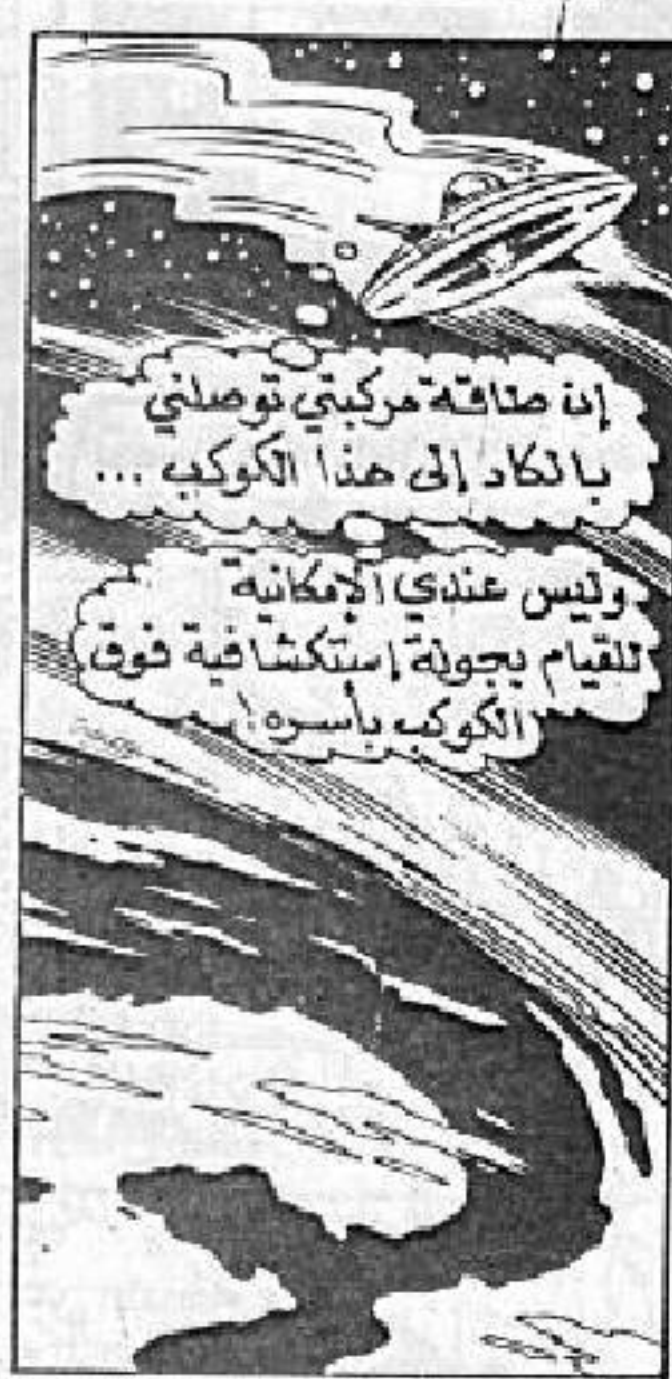 إن طاقة مركبتي توصلني
بالكاد إلى هذا الكوكب ...
وليس عندي الإمكانية
للقيام بجولة إستكشافية فوق
الكوكب بأسره!